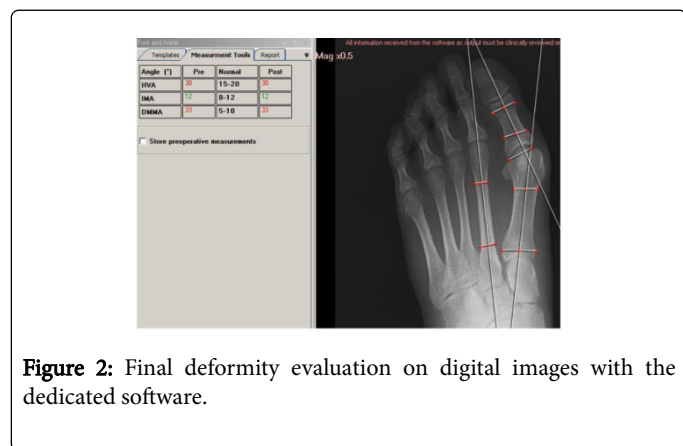 Foot and Ankle
Templates Measurment Tools Report
Angle (°) Pre Normal Post
HVA 38 15-20 38
IMA 12 8-12 12
DMMA 33 5-10 33
Store preoperative measurements
All information received from the software as output must be clinically reviewed
Mag x0.5
Figure 2: Final deformity evaluation on digital images with the
dedicated software.